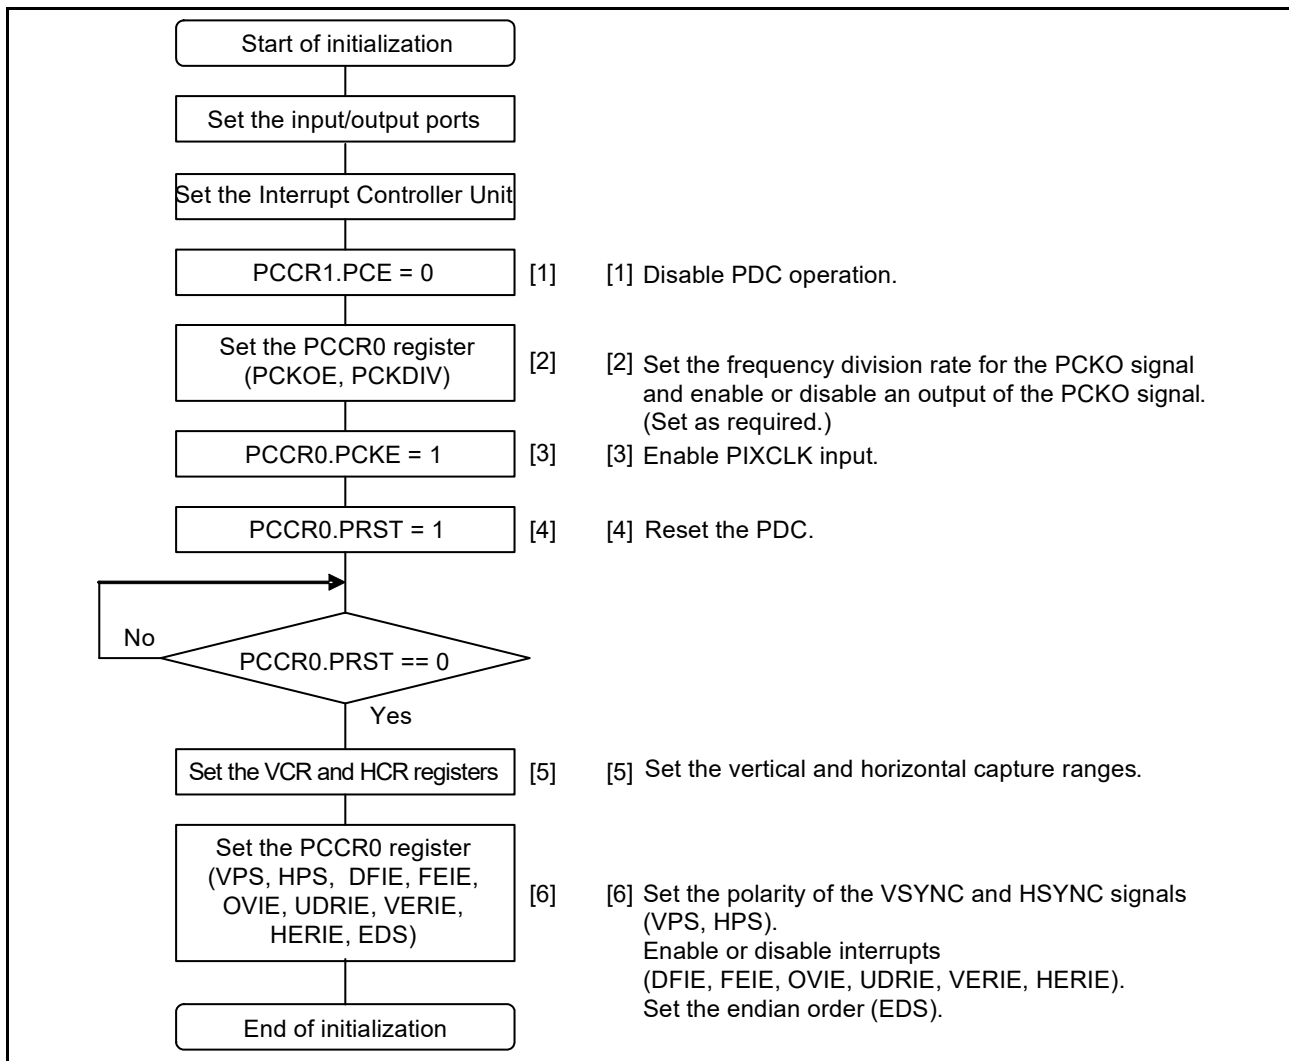 Start of initialization
Set the input/output ports
Set the Interrupt Controller Unit
PCCR1.PCE = 0 [1] [1] Disable PDC operation.
Set the PCCR0 register
(PCKOE, PCKDIV) [2] [2] Set the frequency division rate for the PCKO signal
and enable or disable an output of the PCKO signal.
(Set as required.)
PCCR0.PCKE = 1 [3] [3] Enable PIXCLK input.
PCCR0.PRST = 1 [4] [4] Reset the PDC.
No
PCCR0.PRST == 0
Yes
Set the VCR and HCR registers [5] [5] Set the vertical and horizontal capture ranges.
Set the PCCR0 register
(VPS, HPS, DFIE, FEIE,
OVIE, UDRIE, VERIE,
HERIE, EDS)
[6] [6] Set the polarity of the VSYNC and HSYNC signals
(VPS, HPS).
Enable or disable interrupts
(DFIE, FEIE, OVIE, UDRIE, VERIE, HERIE).
Set the endian order (EDS).
End of initialization